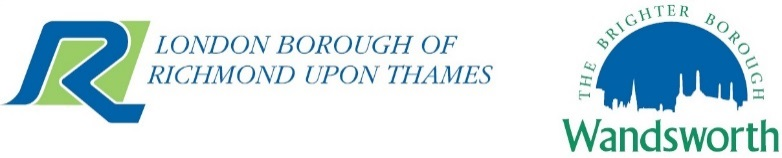 LONDON BOROUGH OF
RICHMOND UPON THAMES
THE BRIGHTER BOROUGH
Wandsworth